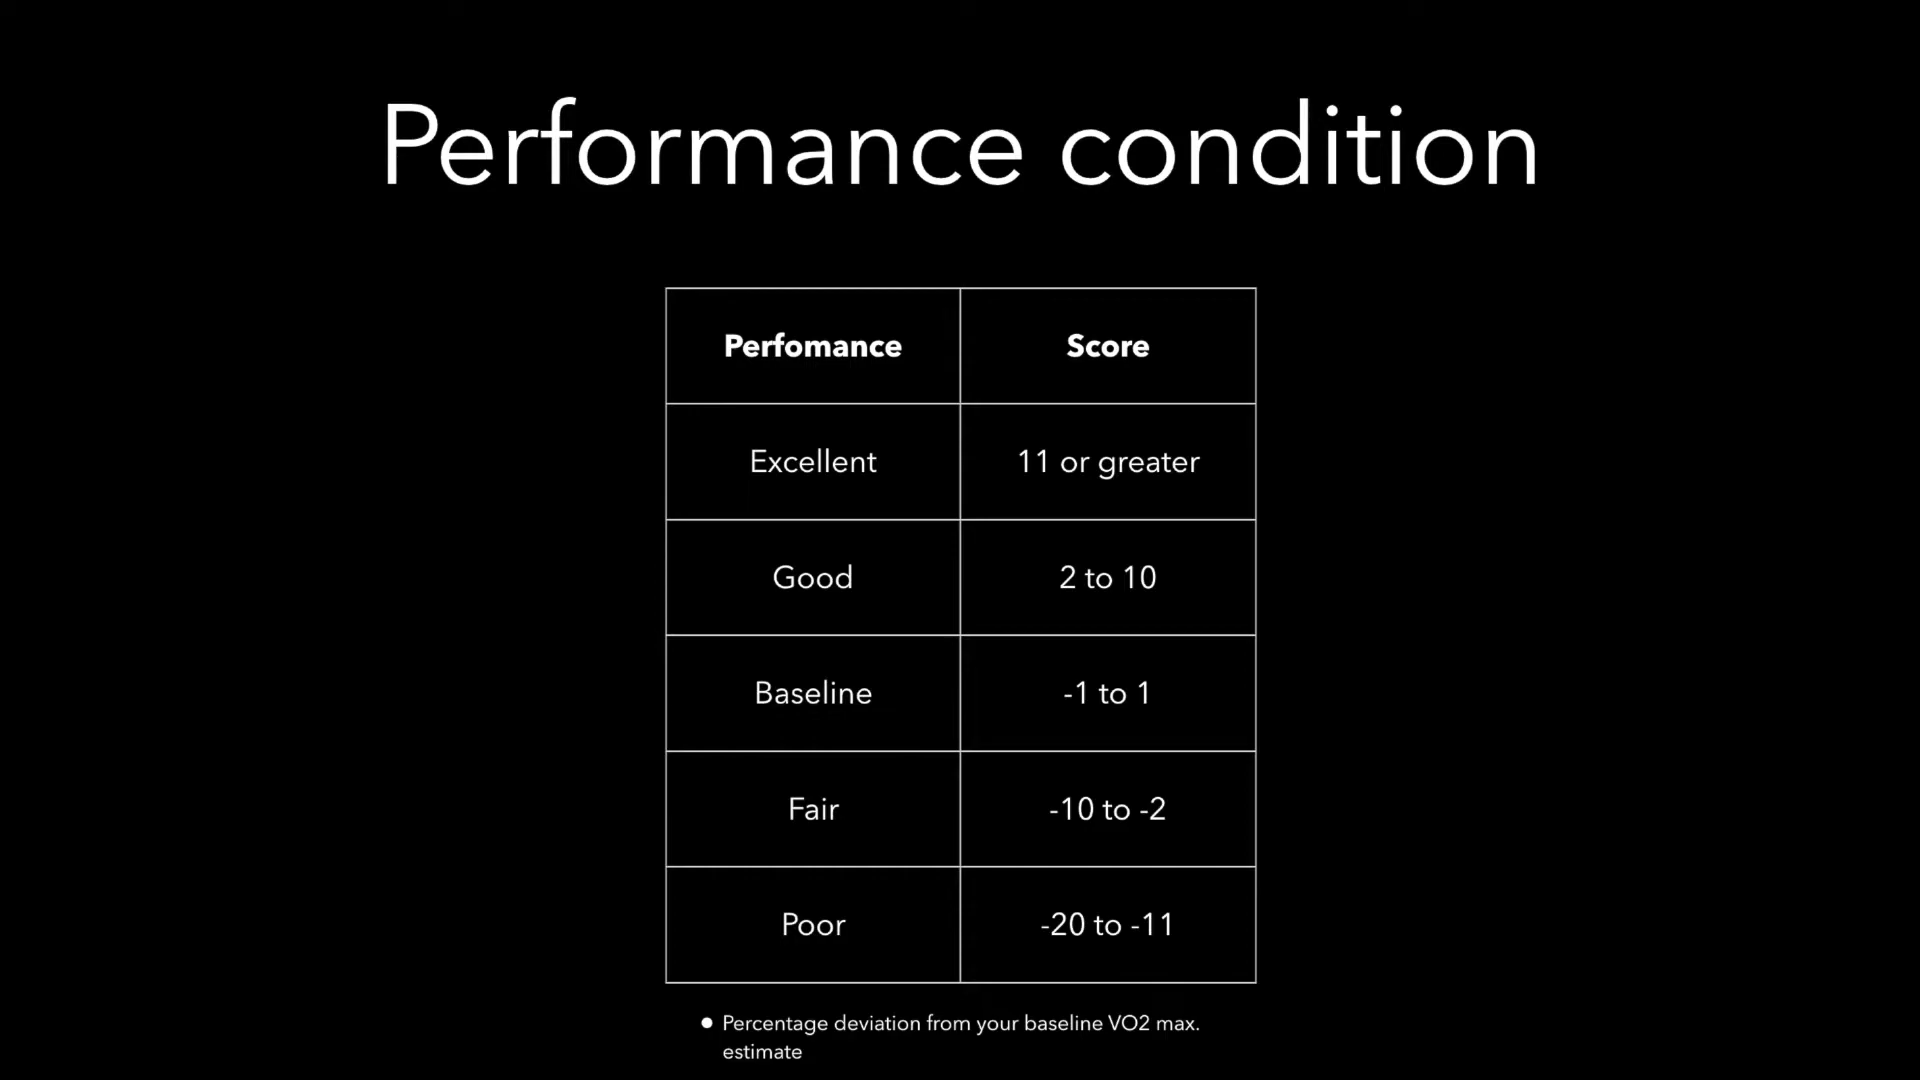 Performance condition
Perfomance Score
Excellent 11 or greater
Good 2 to 10
Baseline -1 to 1
Fair -10 to -2
Poor -20 to -11
● Percentage deviation from your baseline VO2 max.
estimate